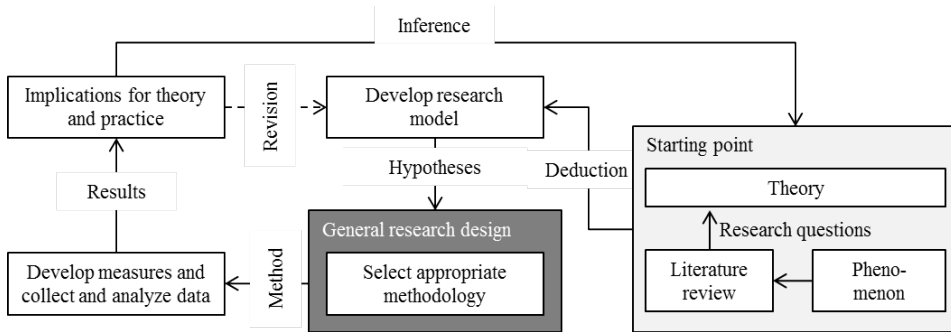 Inference
Implications for theory
and practice
Revision
Develop research
model
Starting point
Theory
Results
Hypotheses
Deduction
General research design
Research questions
Develop measures and
collect and analyze data
Method
Select appropriate
methodology
Literature
review
Pheno-
menon